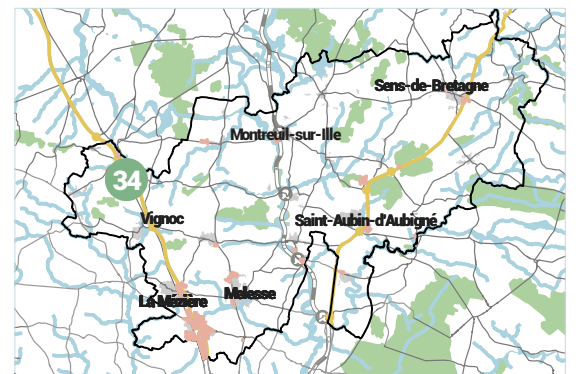 Sens-de-Bretagne
Montreuil-sur-Ille
34
Vignoc
Saint-Aubin-d'Aubigné
La Mézière
Melesse